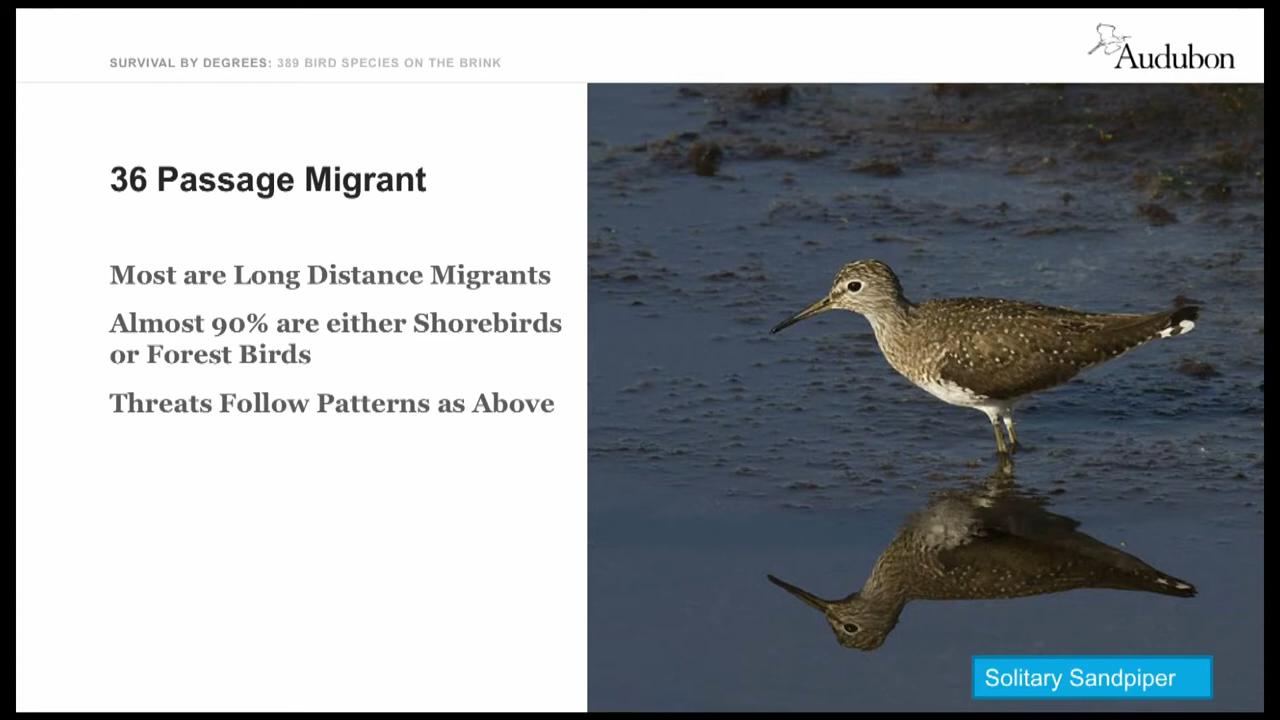 SURVIVAL BY DEGREES: 389 BIRD SPECIES ON THE BRINK
Audubon
36 Passage Migrant
Most are Long Distance Migrants
Almost 90% are either Shorebirds
or Forest Birds
Threats Follow Patterns as Above
Solitary Sandpiper